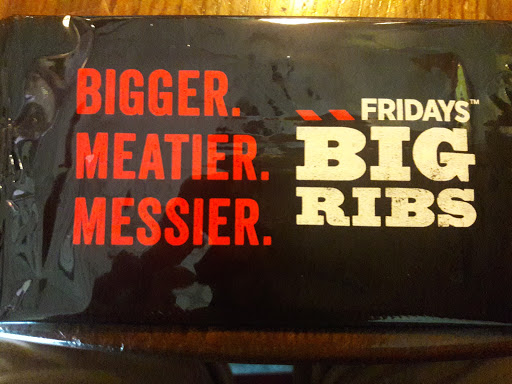 BIGGER.
MEATIER.
MESSIER.
FRIDAYS™
BIG
RIBS